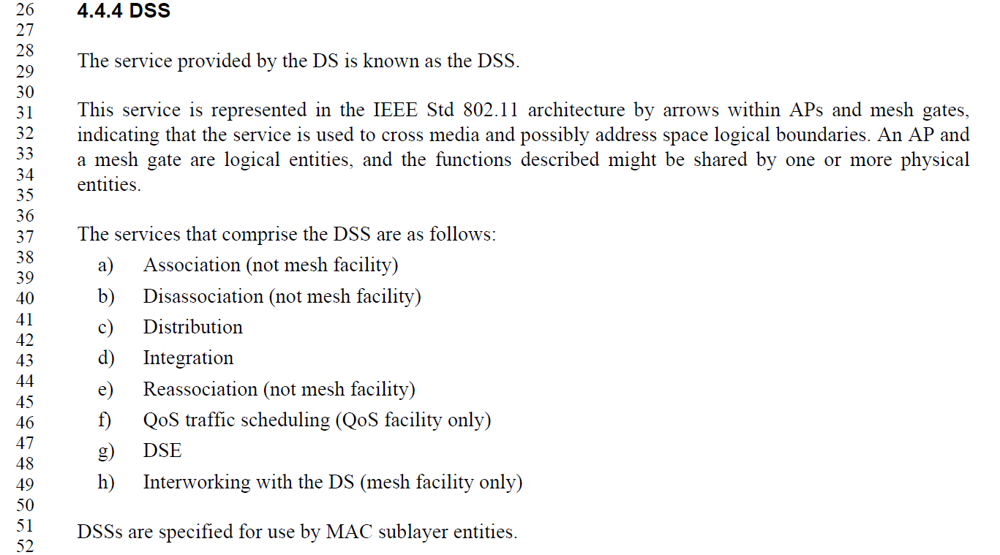 26 4.4.4 DSS
27
28 The service provided by the DS is known as the DSS.
29
30
31 This service is represented in the IEEE Std 802.11 architecture by arrows within APs and mesh gates,
32 indicating that the service is used to cross media and possibly address space logical boundaries. An AP and
33 a mesh gate are logical entities, and the functions described might be shared by one or more physical
34 entities.
35
36
37 The services that comprise the DSS are as follows:
38 a) Association (not mesh facility)
39
40 b) Disassociation (not mesh facility)
41 c) Distribution
42
43 d) Integration
44 e) Reassociation (not mesh facility)
45
46 f) QoS traffic scheduling (QoS facility only)
47 g) DSE
48
49 h) Interworking with the DS (mesh facility only)
50
51 DSSs are specified for use by MAC sublayer entities.
52